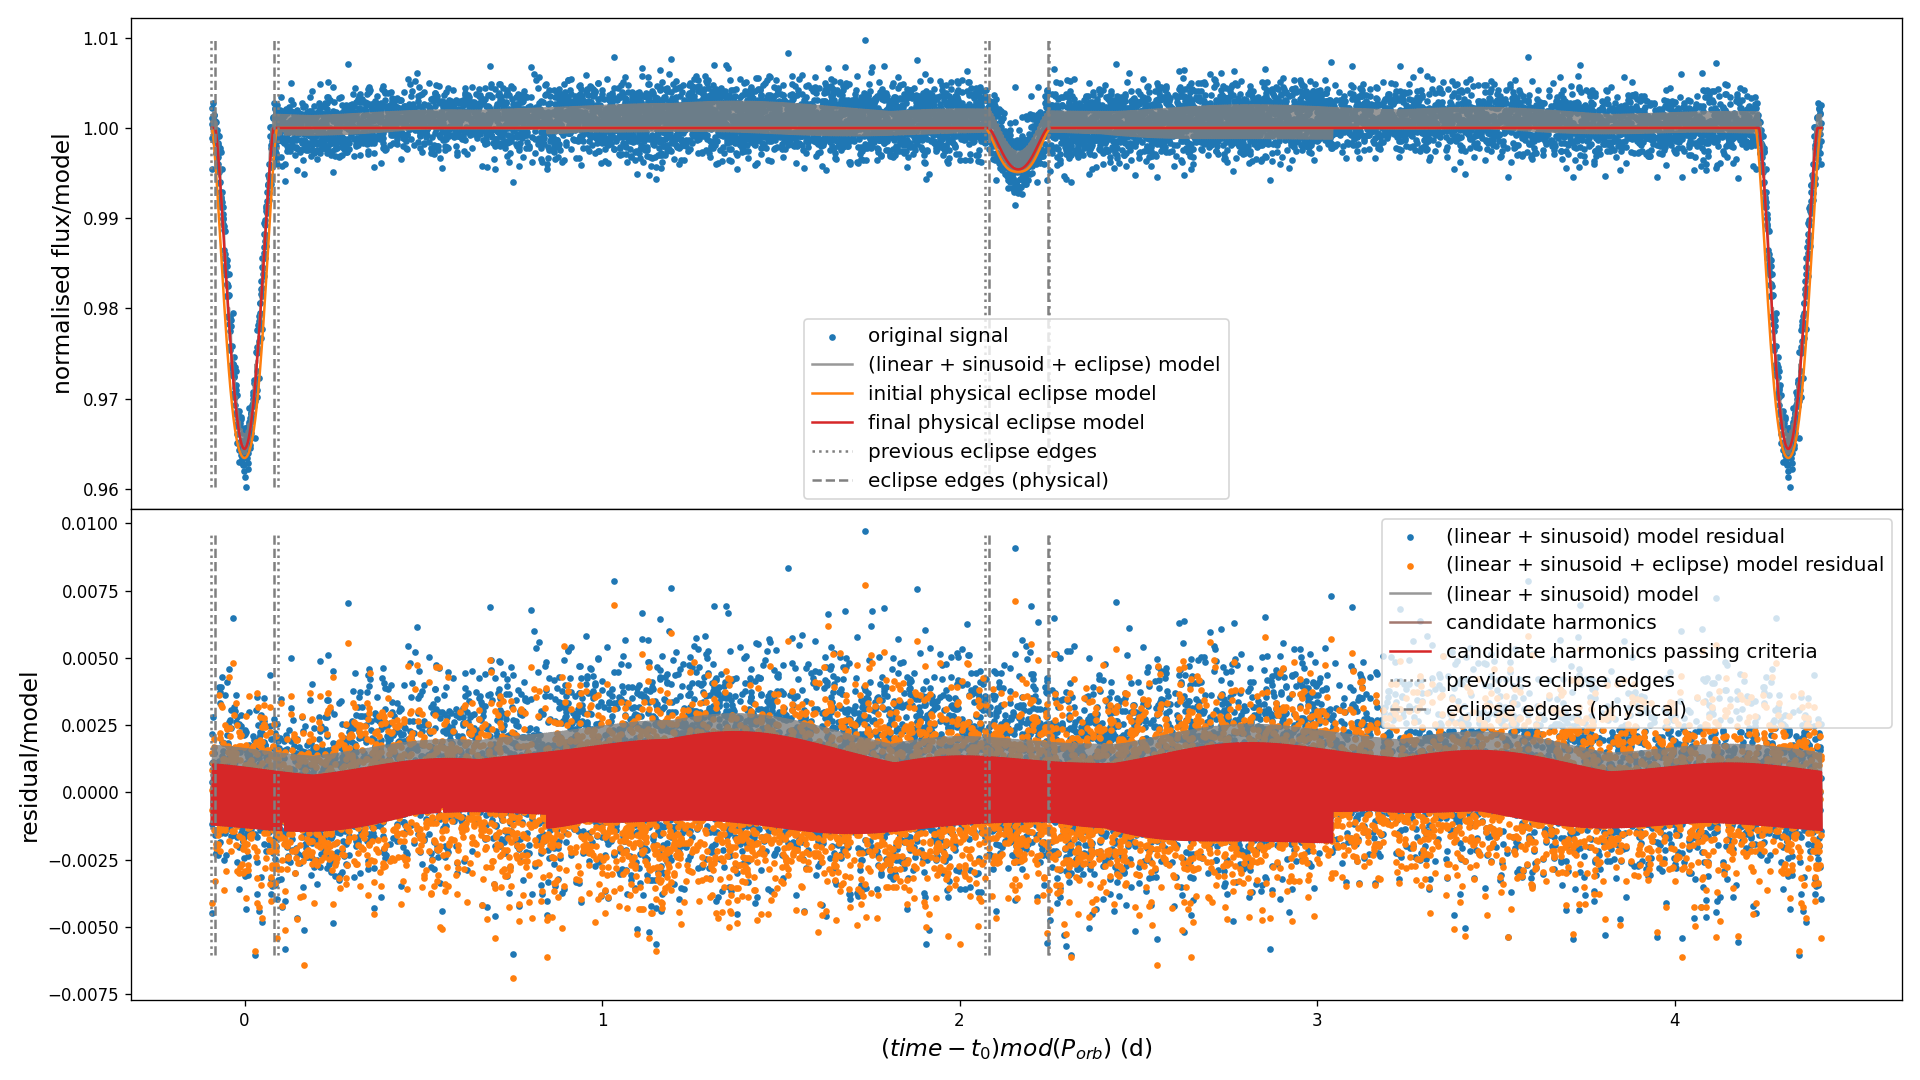 1.01
1.00
0.99
0.98
0.97
0.96
normalised flux/model
original signal
(linear + sinusoid + eclipse) model
initial physical eclipse model
final physical eclipse model
previous eclipse edges
eclipse edges (physical)
0.0100
0.0075
0.0050
0.0025
0.0000
−0.0025
−0.0050
−0.0075
residual/model
(linear + sinusoid) model residual
(linear + sinusoid + eclipse) model residual
(linear + sinusoid) model
candidate harmonics
candidate harmonics passing criteria
previous eclipse edges
eclipse edges (physical)
0 1 2 3 4
(time − t₀)mod(P_orb) (d)